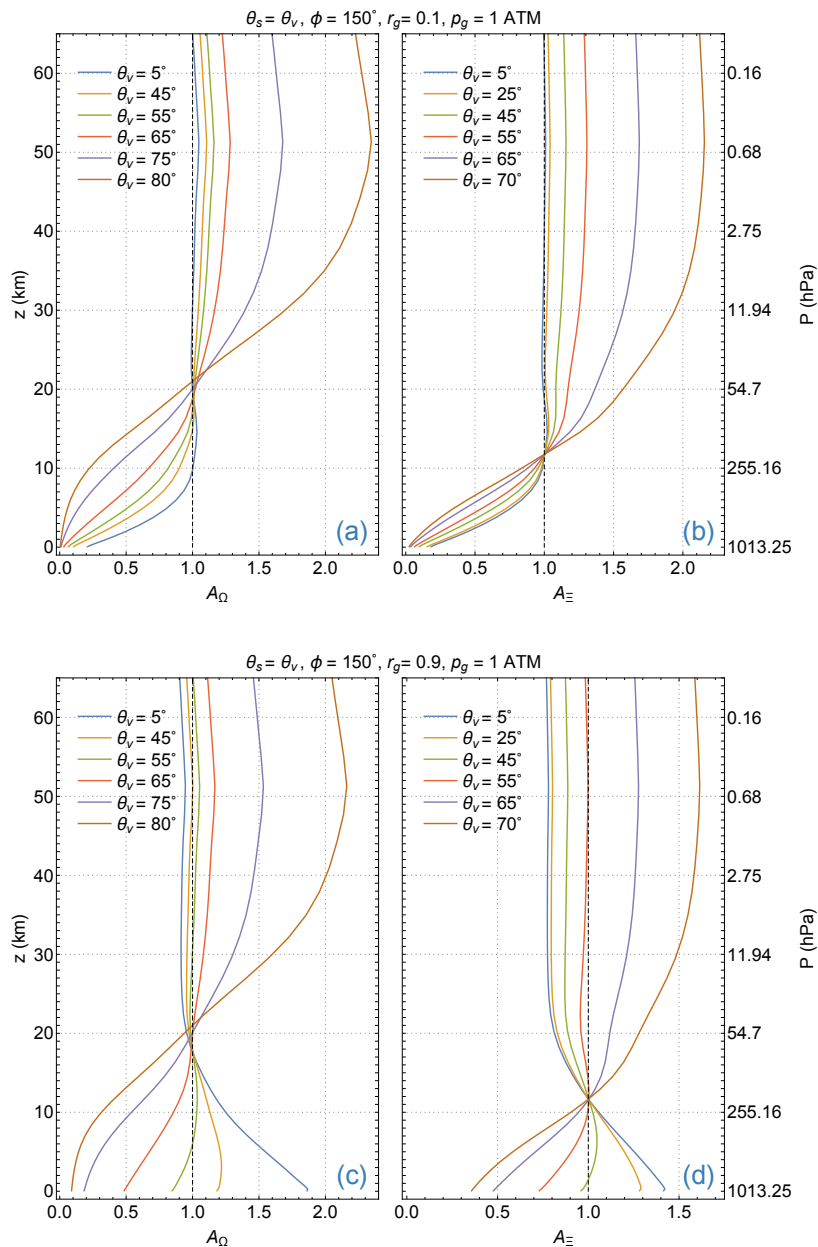 θs = θv , ϕ = 150°, rg = 0.1, pg = 1 ATM
z (km)
60
50
40
30
20
10
0
θv = 5°
θv = 45°
θv = 55°
θv = 65°
θv = 75°
θv = 80°
(a)
0.0 0.5 1.0 1.5 2.0
AΩ
θv = 5°
θv = 25°
θv = 45°
θv = 55°
θv = 65°
θv = 70°
(b)
0.0 0.5 1.0 1.5 2.0
AΞ
0.16
0.68
2.75
11.94
54.7
255.16
1013.25
P (hPa)
θs = θv , ϕ = 150°, rg = 0.9, pg = 1 ATM
z (km)
60
50
40
30
20
10
0
θv = 5°
θv = 45°
θv = 55°
θv = 65°
θv = 75°
θv = 80°
(c)
0.0 0.5 1.0 1.5 2.0
AΩ
θv = 5°
θv = 25°
θv = 45°
θv = 55°
θv = 65°
θv = 70°
(d)
0.0 0.5 1.0 1.5
AΞ
0.16
0.68
2.75
11.94
54.7
255.16
1013.25
P (hPa)